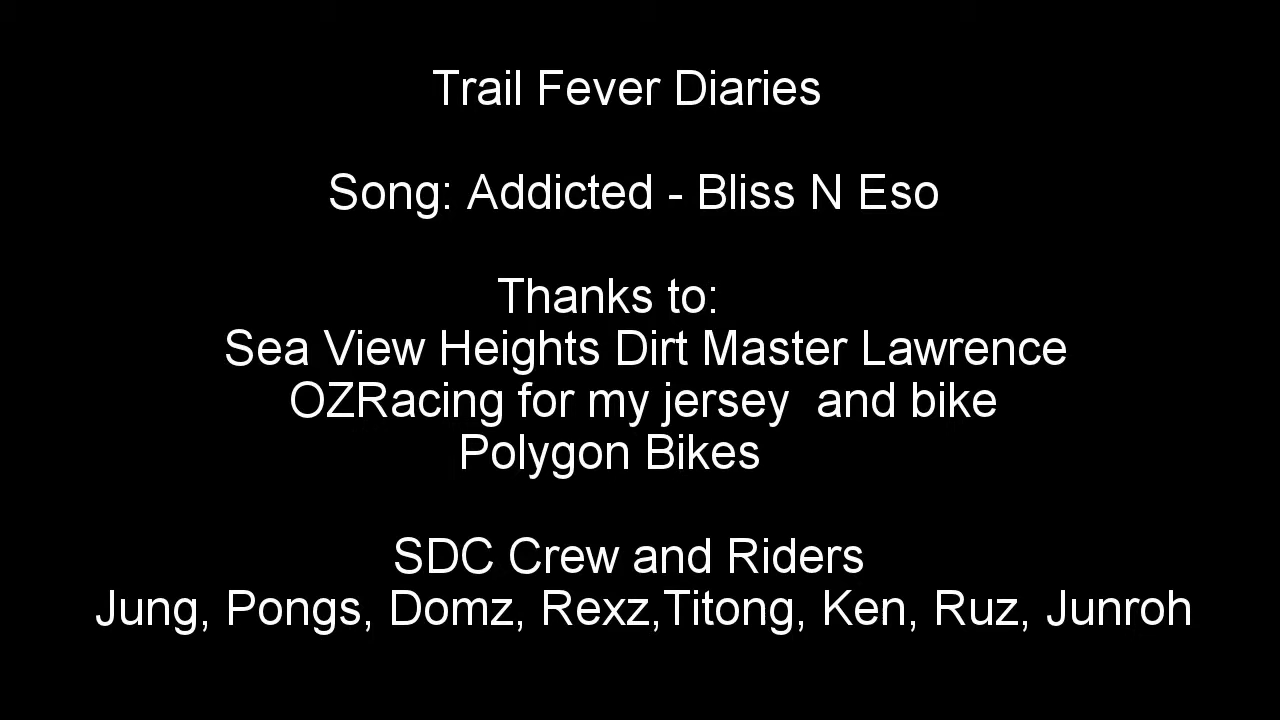 Trail Fever Diaries
Song: Addicted - Bliss N Eso
Thanks to:
Sea View Heights Dirt Master Lawrence
OZRacing for my jersey  and bike
Polygon Bikes
SDC Crew and Riders
Jung, Pongs, Domz, Rexz,Titong, Ken, Ruz, Junroh